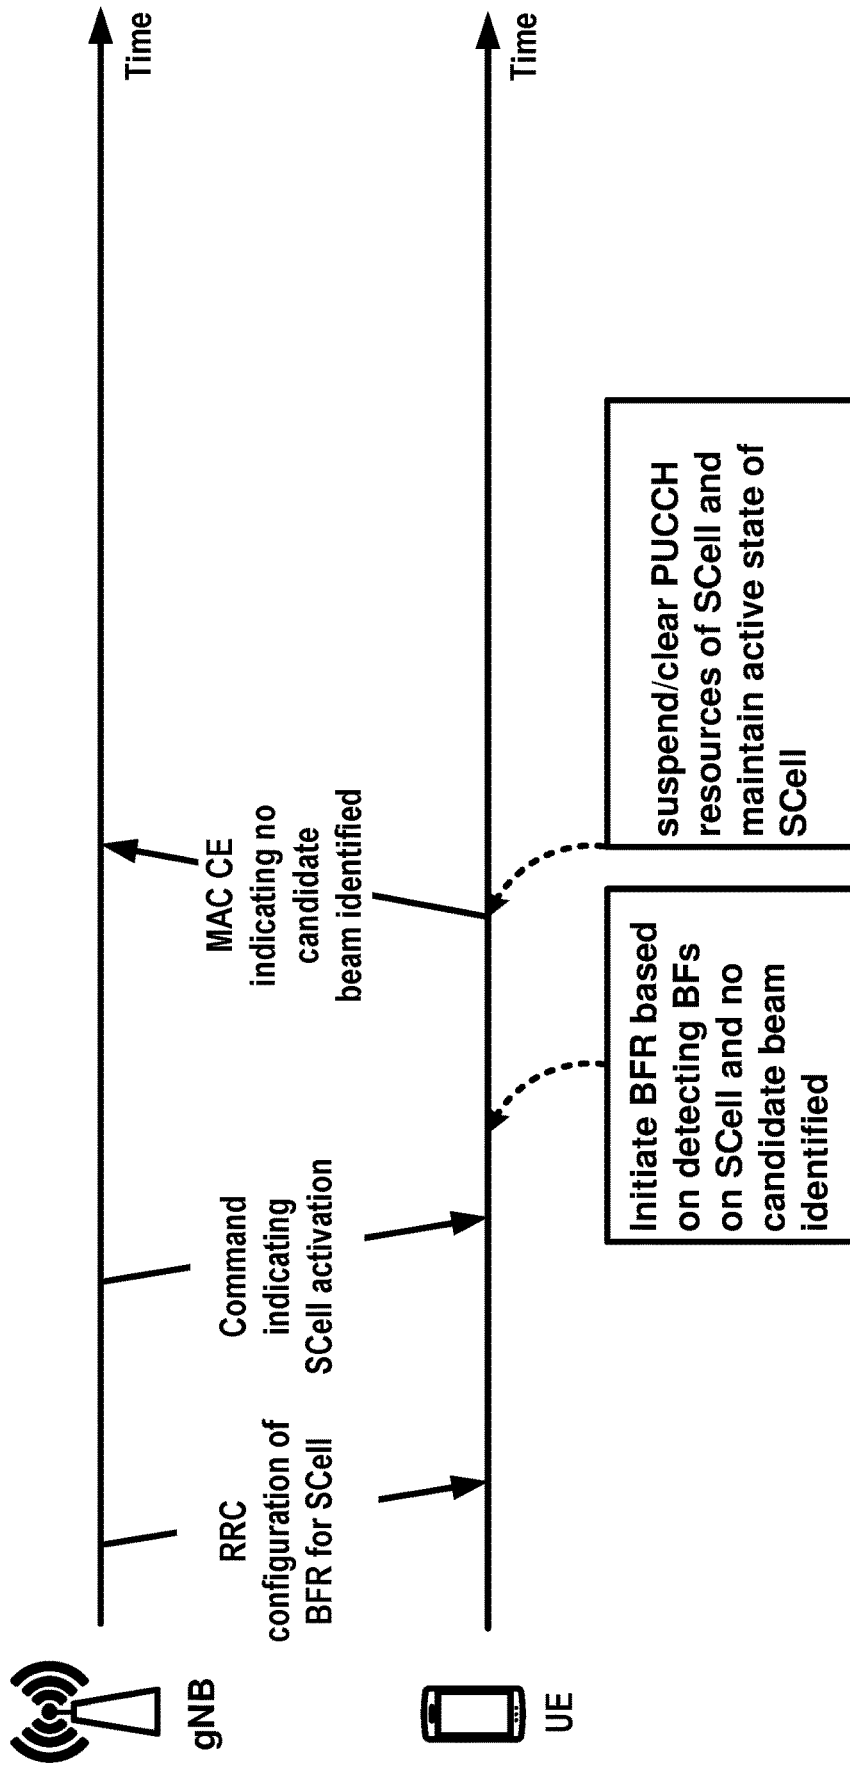 gNB
Time
RRC
configuration of
BFR for SCell
Command
indicating
SCell activation
MAC CE
indicating no
candidate
beam identified
UE
Time
Initiate BFR based
on detecting BFs
on SCell and no
candidate beam
identified
suspend/clear PUCCH
resources of SCell and
maintain active state of
SCell